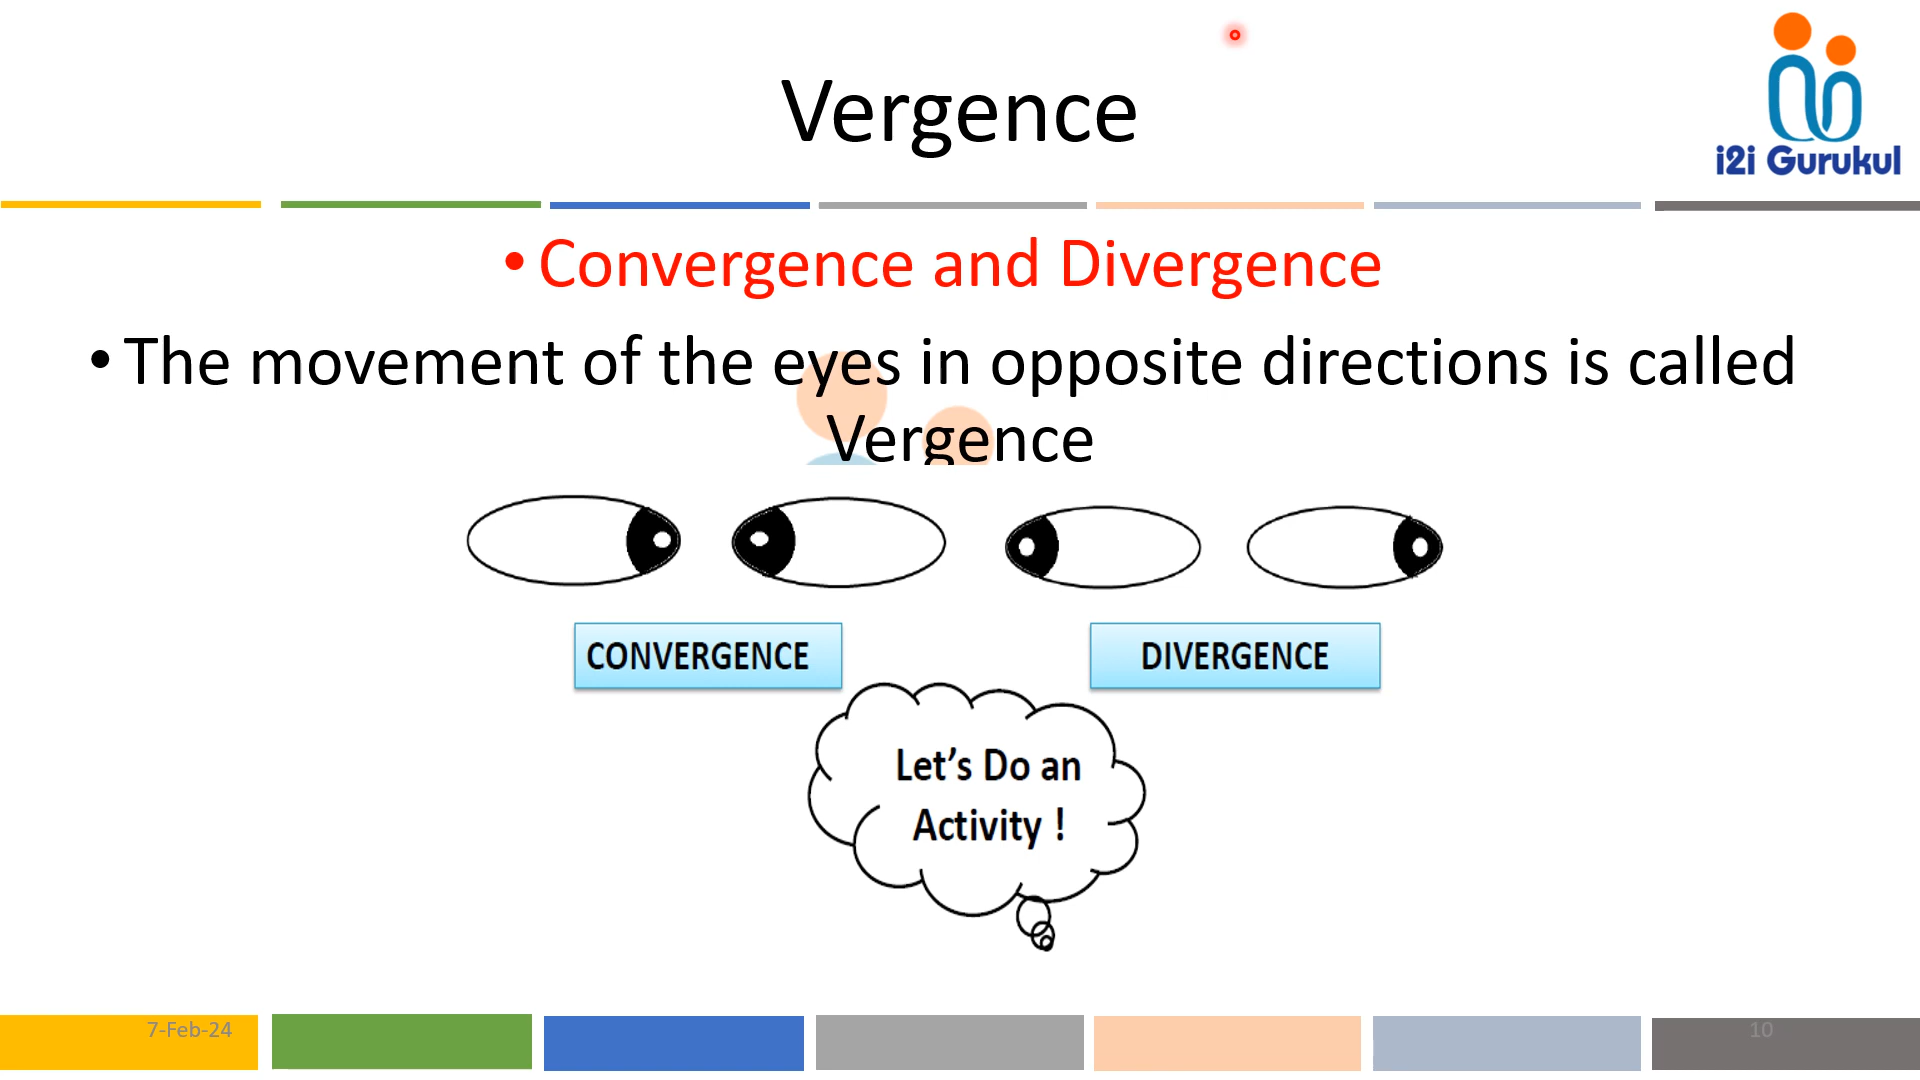 Vergence
i2i Gurukul
• Convergence and Divergence
• The movement of the eyes in opposite directions is called
Vergence
CONVERGENCE
DIVERGENCE
Let’s Do an
Activity !
7-Feb-24
10